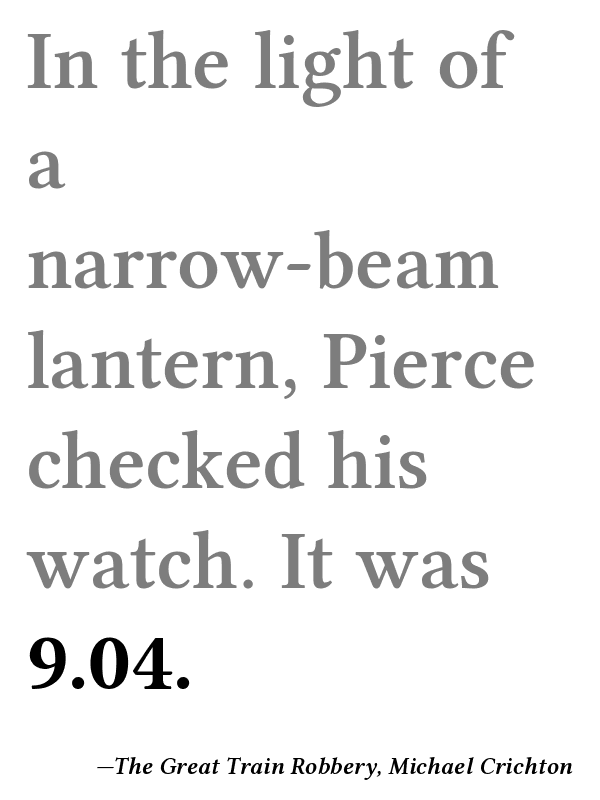 In the light of
a
narrow-beam
lantern, Pierce
checked his
watch. It was
9.04.
—The Great Train Robbery, Michael Crichton